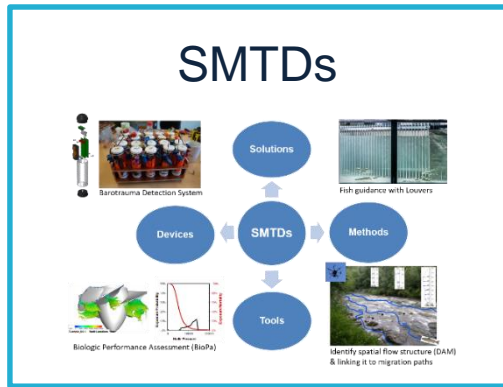 SMTDs
Solutions
Barotrauma Detection System
Fish guidance with Louvers
Devices
SMTDs
Methods
Tools
Biologic Performance Assessment (BioPa)
Identify spatial flow structure (DAM)
& linking it to migration paths